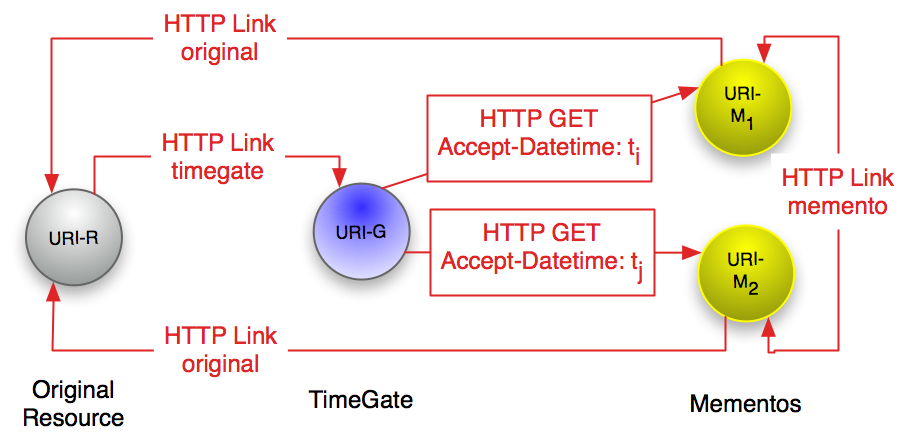 HTTP Link
original
URI-
M1
HTTP GET
Accept-Datetime: ti
HTTP Link
timegate
HTTP Link
memento
URI-R
URI-G
HTTP GET
Accept-Datetime: tj
URI-
M2
HTTP Link
original
Original
Resource
TimeGate
Mementos